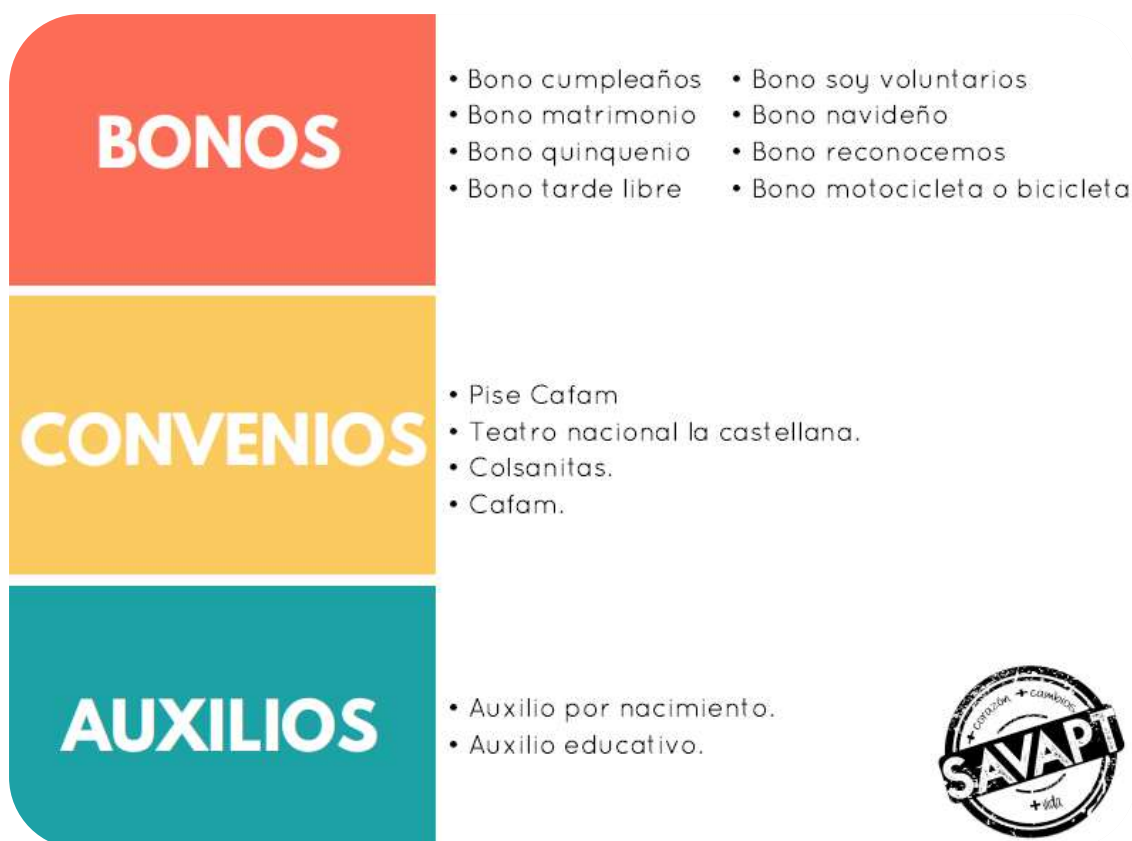 BONOS
• Bono cumpleaños
• Bono matrimonio
• Bono quinquenio
• Bono tarde libre
• Bono soy voluntarios
• Bono navideño
• Bono reconocemos
• Bono motocicleta o bicicleta
CONVENIOS
• Pise Cafam
• Teatro nacional la castellana.
• Colsanitas.
• Cafam.
AUXILIOS
• Auxilio por nacimiento.
• Auxilio educativo.
+ corazón + cambios
SAVAPT
+ vida